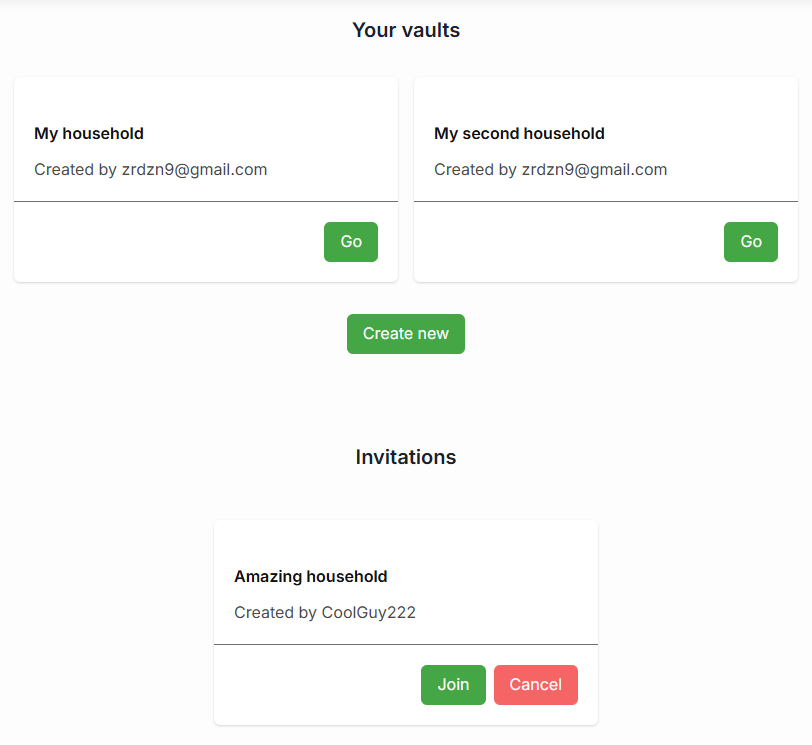 Your vaults
My household
Created by zrdzn9@gmail.com
Go
My second household
Created by zrdzn9@gmail.com
Go
Create new
Invitations
Amazing household
Created by CoolGuy222
Join
Cancel